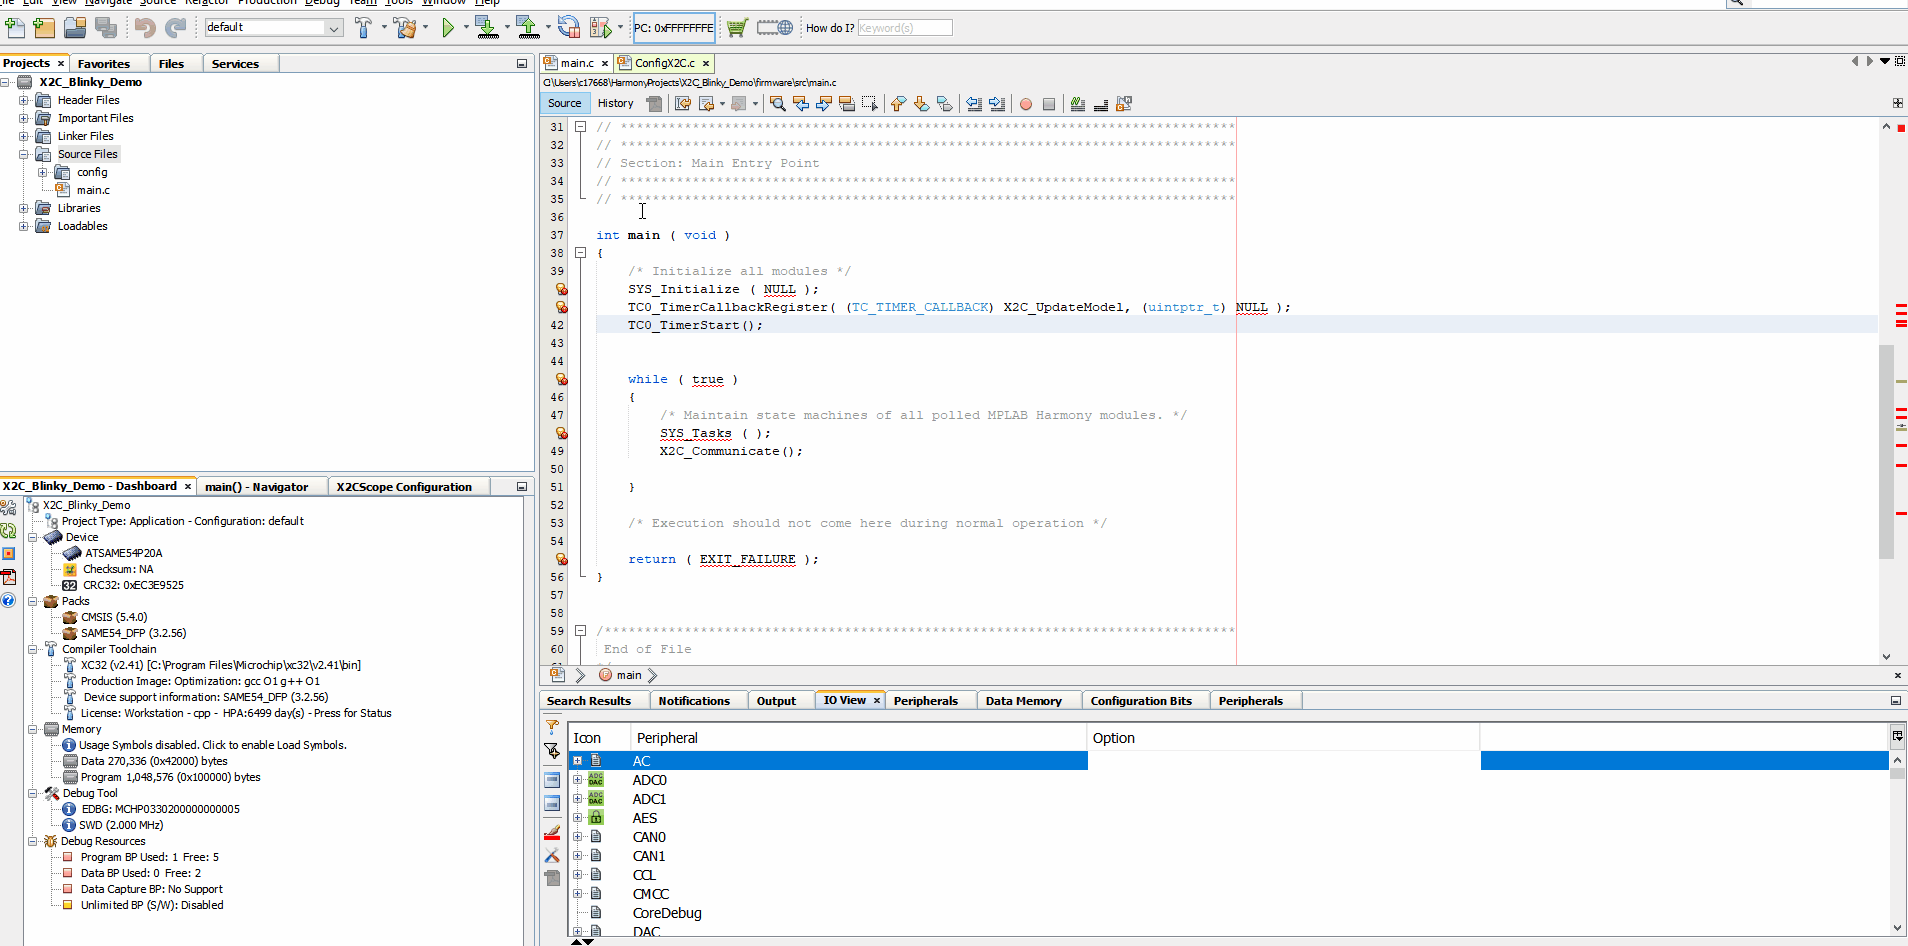 File Edit View Navigate Source Refactor Production Debug Team Tools Window Help
default
PC: 0xFFFFFFFE
How do I? Keyword(s)
Projects × Favorites Files Services
X2C_Blinky_Demo
Header Files
Important Files
Linker Files
Source Files
config
main.c
Libraries
Loadables
X2C_Blinky_Demo - Dashboard × main() - Navigator X2CScope Configuration
X2C_Blinky_Demo
Project Type: Application - Configuration: default
Device
ATSAME54P20A
Checksum: NA
CRC32: 0xEC3E9525
Packs
CMSIS (5.4.0)
SAME54_DFP (3.2.56)
Compiler Toolchain
XC32 (v2.41) [C:\Program Files\Microchip\xc32\v2.41\bin]
Production Image: Optimization: gcc O1 g++ O1
Device support information: SAME54_DFP (3.2.56)
License: Workstation - cpp - HPA:6499 day(s) - Press for Status
Memory
Usage Symbols disabled. Click to enable Load Symbols.
Data 270,336 (0x42000) bytes
Program 1,048,576 (0x100000) bytes
Debug Tool
EDBG: MCHP0330200000000005
SWD (2.000 MHz)
Debug Resources
Program BP Used: 1 Free: 5
Data BP Used: 0 Free: 2
Data Capture BP: No Support
Unlimited BP (S/W): Disabled
main.c × ConfigX2C.c ×
C:\Users\c17668\HarmonyProjects\X2C_Blinky_Demo\firmware\src\main.c
Source History
31 // *****************************************************************************
32 // *****************************************************************************
33 // Section: Main Entry Point
34 // *****************************************************************************
35 // *****************************************************************************
36
37 int main ( void )
38 {
39 /* Initialize all modules */
SYS_Initialize ( NULL );
TC0_TimerCallbackRegister( (TC_TIMER_CALLBACK) X2C_UpdateModel, (uintptr_t) NULL );
42 TC0_TimerStart();
43
44
while ( true )
46 {
47 /* Maintain state machines of all polled MPLAB Harmony modules. */
SYS_Tasks ( );
49 X2C_Communicate();
50
51 }
52
53 /* Execution should not come here during normal operation */
54
return ( EXIT_FAILURE );
56 }
57
58
59 /*******************************************************************************
60 End of File
main
Search Results Notifications Output IO View × Peripherals Data Memory Configuration Bits Peripherals
Icon Peripheral Option
AC
ADC0
ADC1
AES
CAN0
CAN1
CCL
CMCC
CoreDebug
DAC